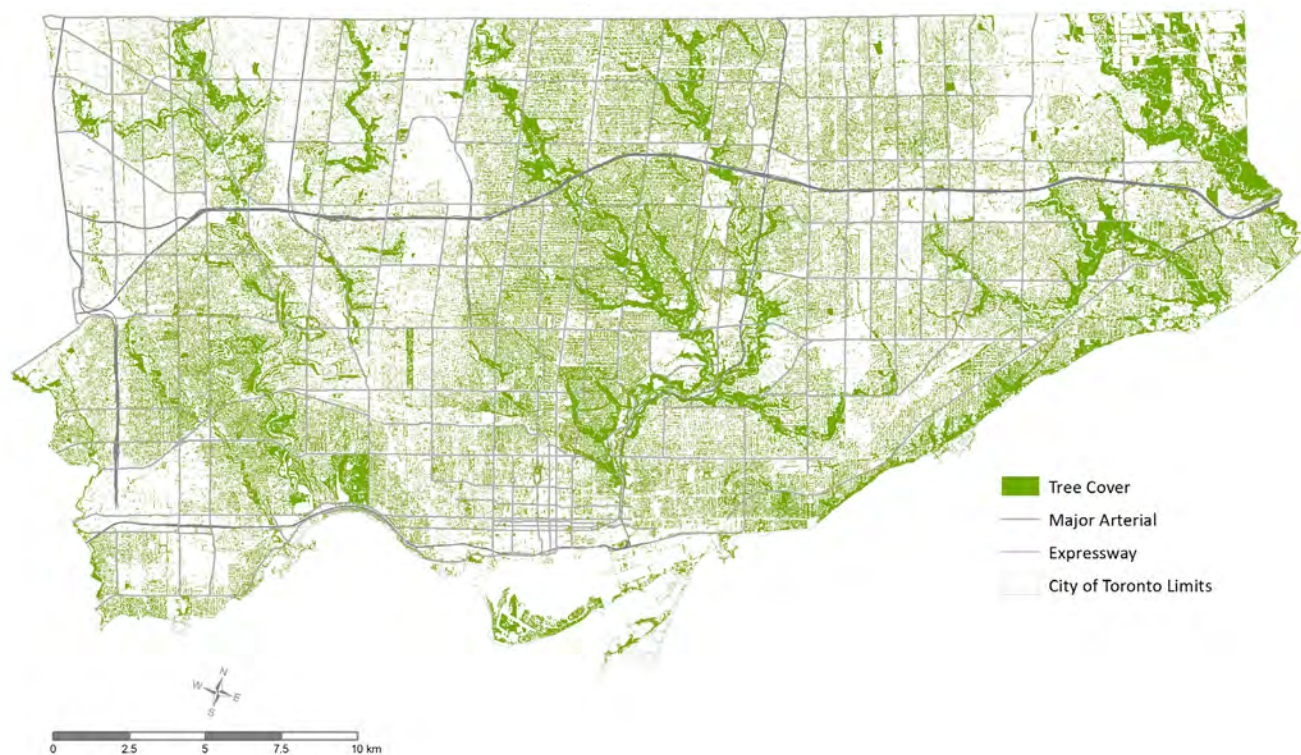 Tree Cover
Major Arterial
Expressway
City of Toronto Limits
N
W E
S
0 2.5 5 7.5 10 km